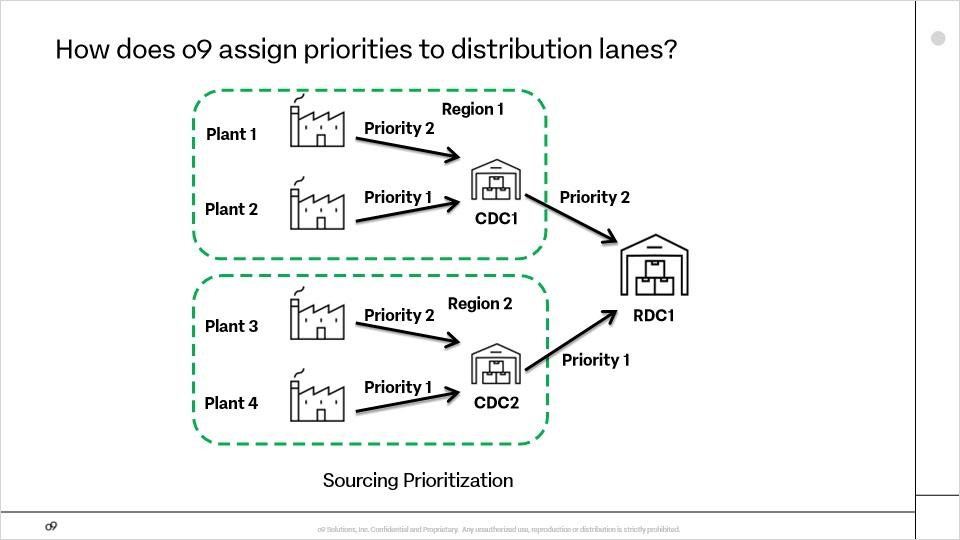 How does o9 assign priorities to distribution lanes?
Region 1
Plant 1
Priority 2
Plant 2
Priority 1
CDC1
Priority 2
RDC1
Region 2
Plant 3
Priority 2
Plant 4
Priority 1
CDC2
Priority 1
Sourcing Prioritization
o9
o9 Solutions, Inc. Confidential and Proprietary. Any unauthorized use, reproduction or distribution is strictly prohibited.